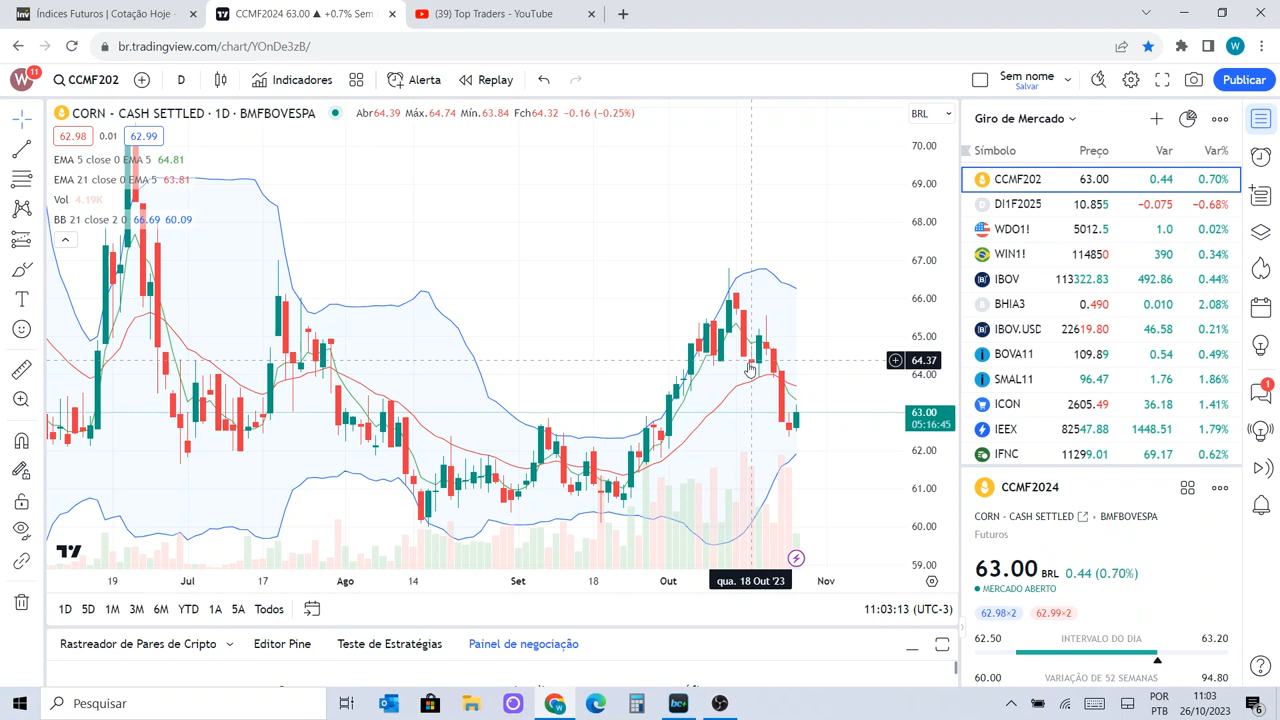 Índices Futuros | Cotação Hoje -
CCMF2024 63.00 ▲ +0.7% Sem
(39) Top Traders - YouTube
br.tradingview.com/chart/YOnDe3zB/
W
W
11
CCMF202
D
Indicadores
Alerta
Replay
Sem nome
Salvar
Publicar
CORN - CASH SETTLED · 1D · BMFBOVESPA
Abr64.39 Máx.64.74 Mín.63.84 Fch64.32 −0.16 (−0.25%)
BRL
62.98 0.01 62.99
EMA 5 close 0 EMA 5 64.81
EMA 21 close 0 EMA 5 63.81
Vol 4.19K
BB 21 close 2 0 66.69 60.09
70.00
69.00
68.00
67.00
66.00
65.00
64.37
64.00
63.00
05:16:45
62.00
61.00
60.00
59.00
19 Jul 17 Ago 14 Set 18 Out qua. 18 Out '23 Nov
1D 5D 1M 3M 6M YTD 1A 5A Todos
11:03:13 (UTC-3)
Rastreador de Pares de Cripto Editor Pine Teste de Estratégias Painel de negociação
Giro de Mercado
Símbolo Preço Var Var%
CCMF202 63.00 0.44 0.70%
DI1F2025 10.855 −0.075 −0.68%
WDO1! 5012.5 1.0 0.02%
WIN1! 114850 390 0.34%
IBOV 113322.83 492.86 0.44%
BHIA3 0.490 0.010 2.08%
IBOV.USD 22619.80 46.58 0.21%
BOVA11 109.89 0.54 0.49%
SMAL11 96.47 1.76 1.86%
ICON 2605.49 36.18 1.41%
IEEX 82547.88 1448.51 1.79%
IFNC 11299.01 69.17 0.62%
CCMF2024
CORN - CASH SETTLED BMFBOVESPA
Futuros
63.00 BRL 0.44 (0.70%)
MERCADO ABERTO
62.98×2 62.99×2
62.50 INTERVALO DO DIA 63.20
60.00 VARIAÇÃO DE 52 SEMANAS 94.80
1
Pesquisar
POR
PTB
11:03
26/10/2023
6